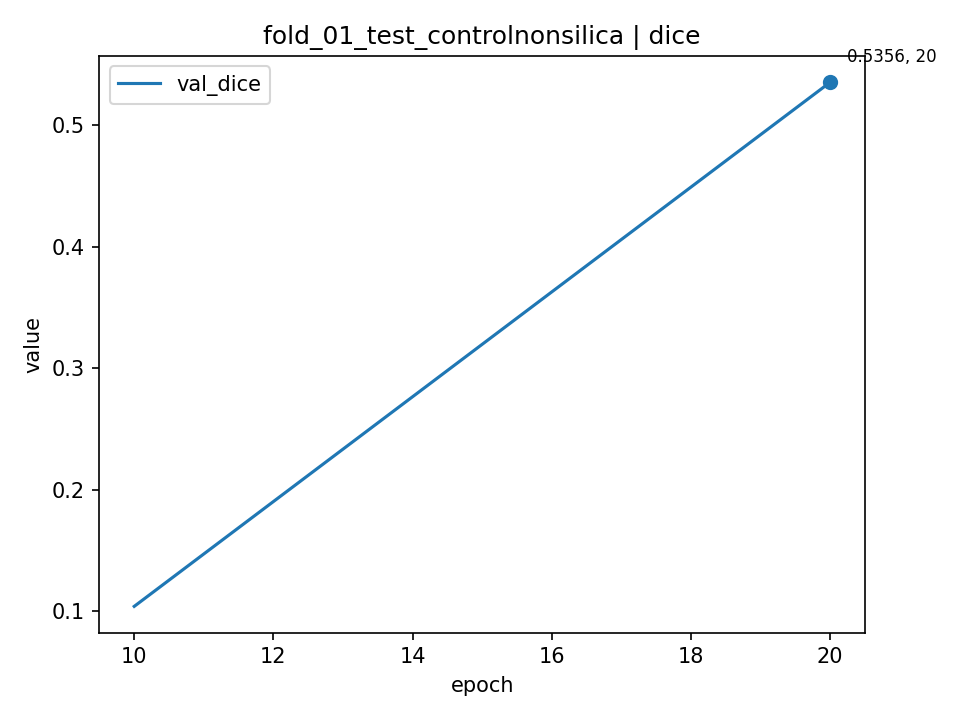 fold_01_test_controlnonsilica | dice
0.5356, 20
val_dice
0.5
0.4
0.3
0.2
0.1
value
10 12 14 16 18 20
epoch